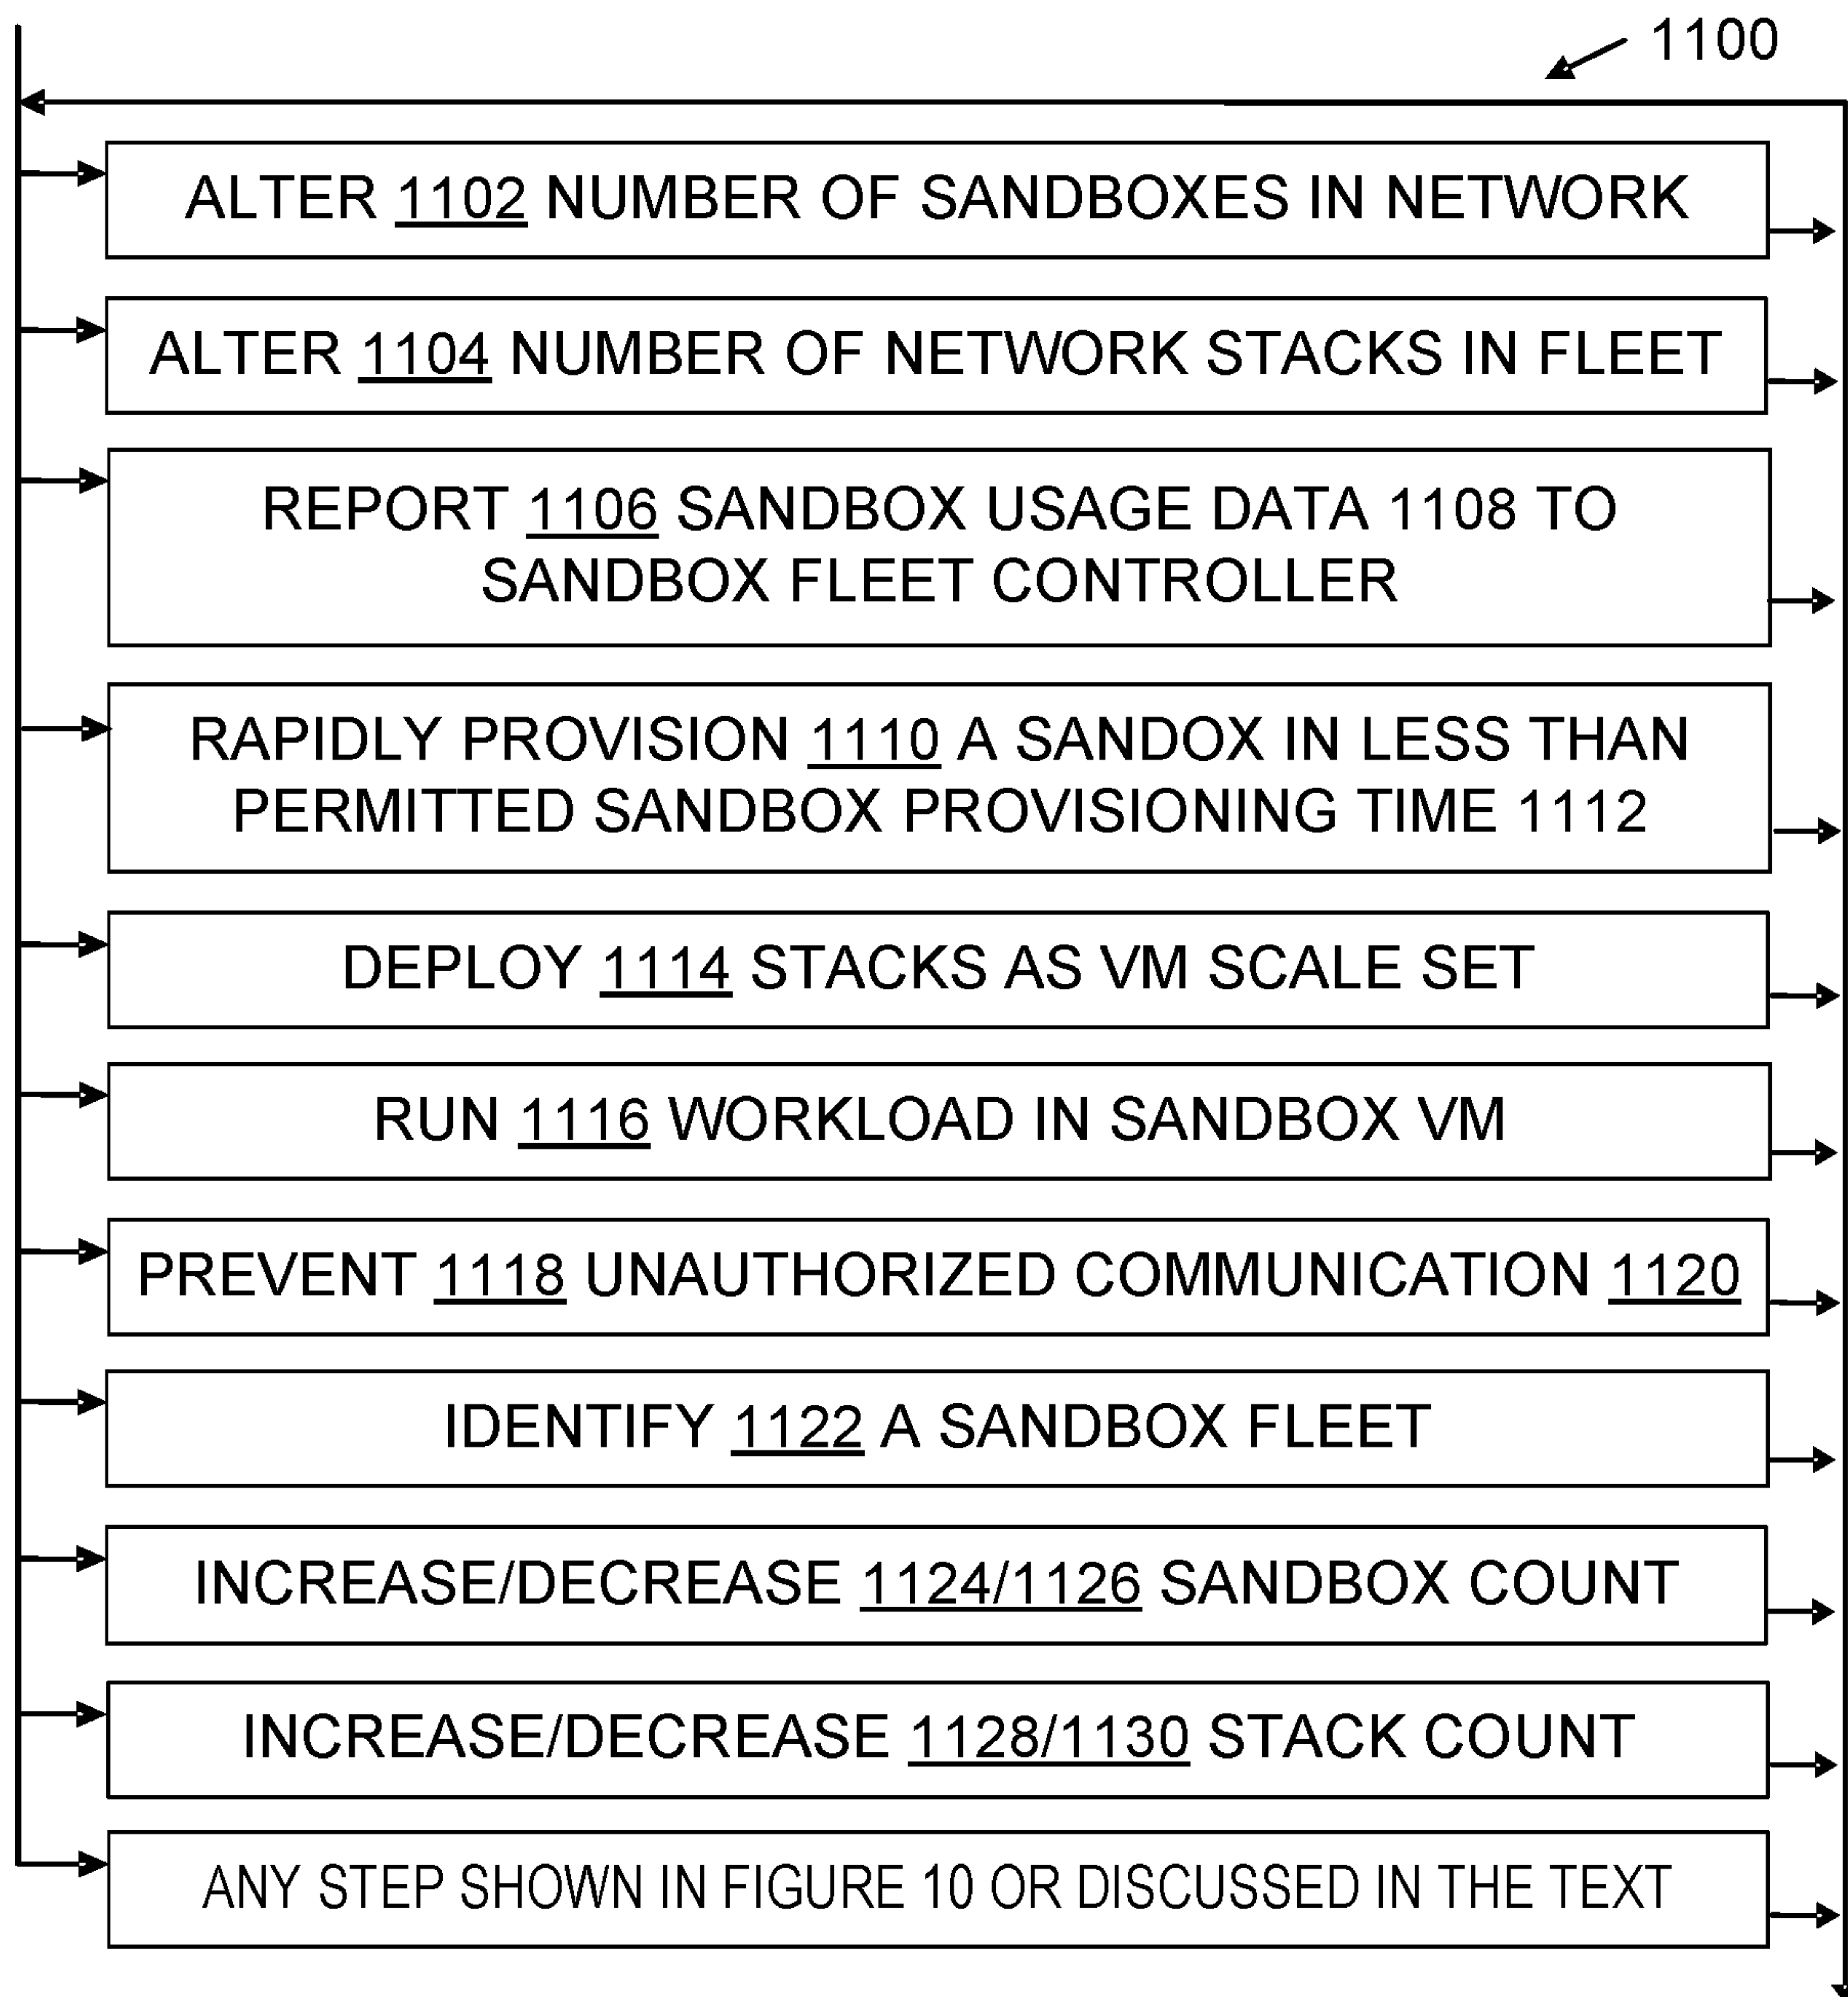 1100
ALTER 1102 NUMBER OF SANDBOXES IN NETWORK
ALTER 1104 NUMBER OF NETWORK STACKS IN FLEET
REPORT 1106 SANDBOX USAGE DATA 1108 TO
SANDBOX FLEET CONTROLLER
RAPIDLY PROVISION 1110 A SANDOX IN LESS THAN
PERMITTED SANDBOX PROVISIONING TIME 1112
DEPLOY 1114 STACKS AS VM SCALE SET
RUN 1116 WORKLOAD IN SANDBOX VM
PREVENT 1118 UNAUTHORIZED COMMUNICATION 1120
IDENTIFY 1122 A SANDBOX FLEET
INCREASE/DECREASE 1124/1126 SANDBOX COUNT
INCREASE/DECREASE 1128/1130 STACK COUNT
ANY STEP SHOWN IN FIGURE 10 OR DISCUSSED IN THE TEXT